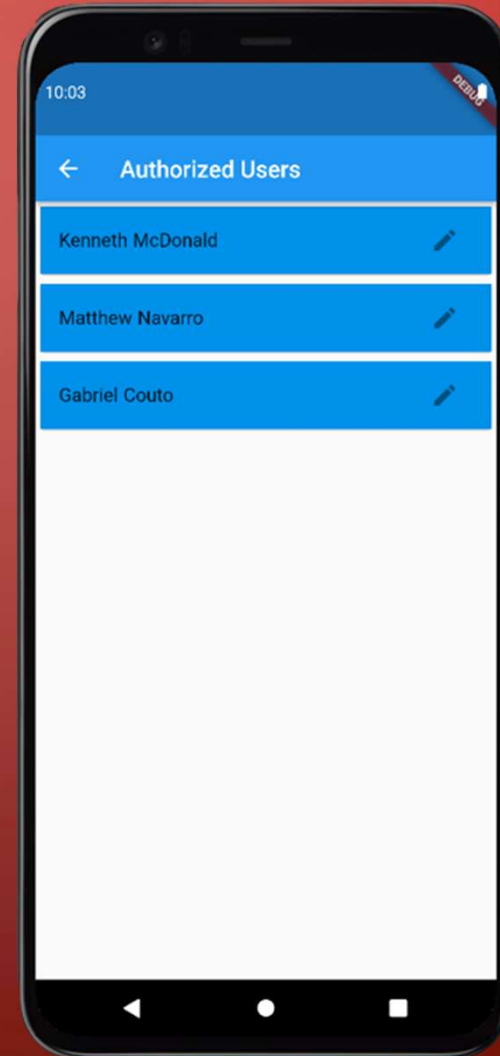 10:03
DEBUG
Authorized Users
Kenneth McDonald
Matthew Navarro
Gabriel Couto